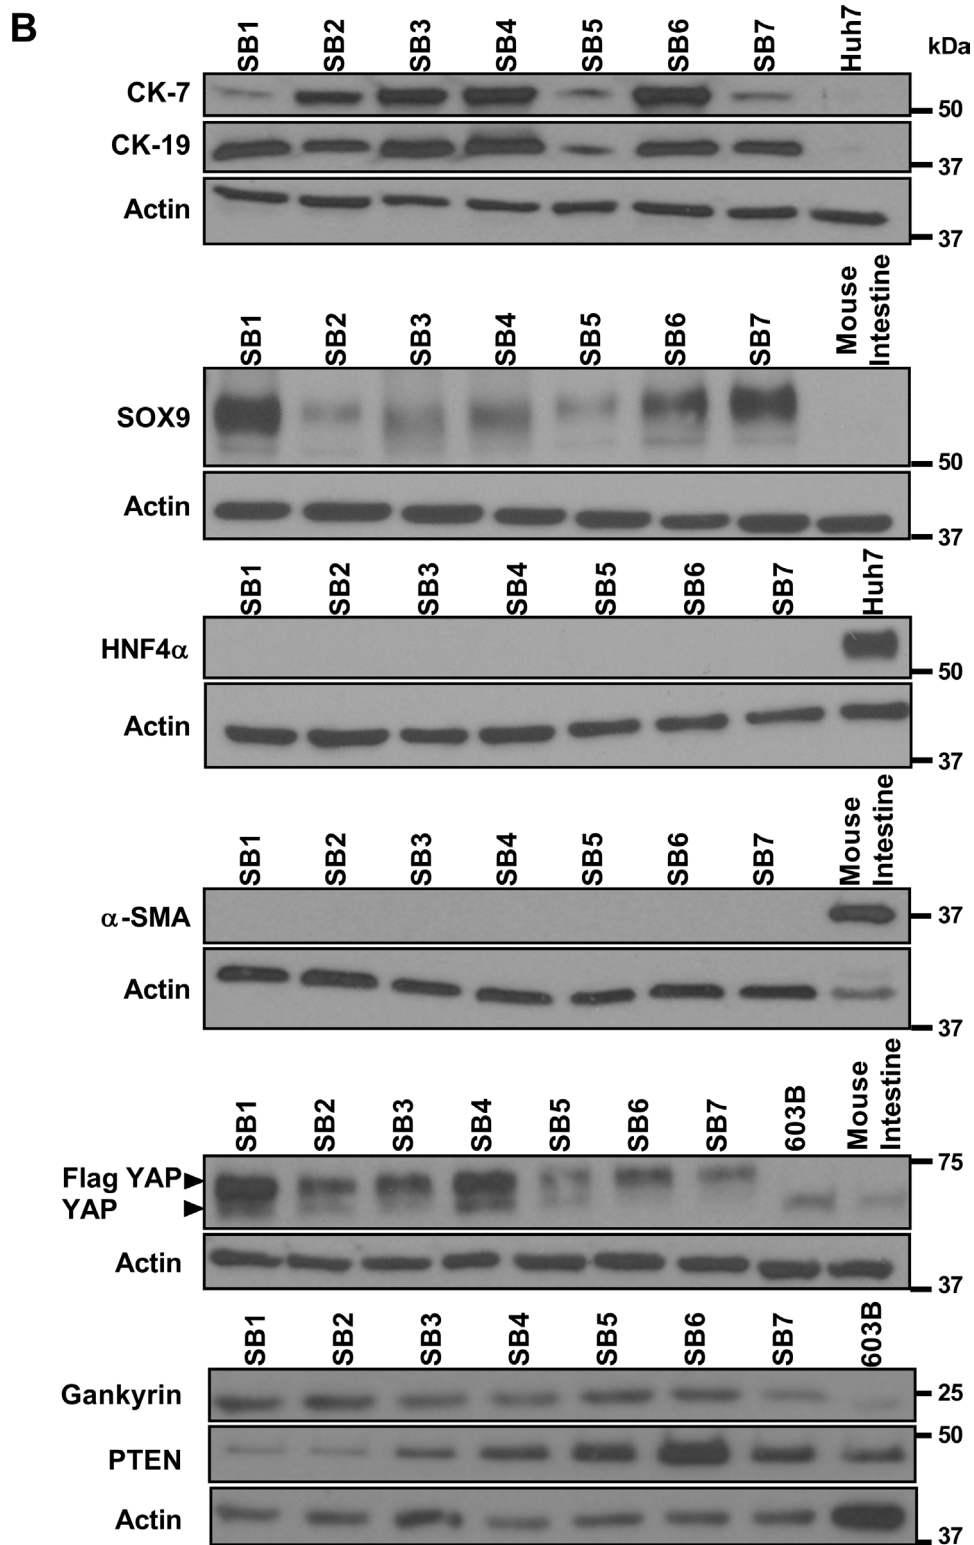 B
SB1 SB2 SB3 SB4 SB5 SB6 SB7 Huh7
kDa
CK-7 50
CK-19 37
Actin 37
SB1 SB2 SB3 SB4 SB5 SB6 SB7 Mouse Intestine
SOX9 50
Actin 37
SB1 SB2 SB3 SB4 SB5 SB6 SB7 Huh7
HNF4α 50
Actin 37
SB1 SB2 SB3 SB4 SB5 SB6 SB7 Mouse Intestine
α-SMA 37
Actin 37
SB1 SB2 SB3 SB4 SB5 SB6 SB7 603B Mouse Intestine
75
Flag YAP
YAP
Actin 37
SB1 SB2 SB3 SB4 SB5 SB6 SB7 603B
Gankyrin 25
PTEN 50
Actin 37